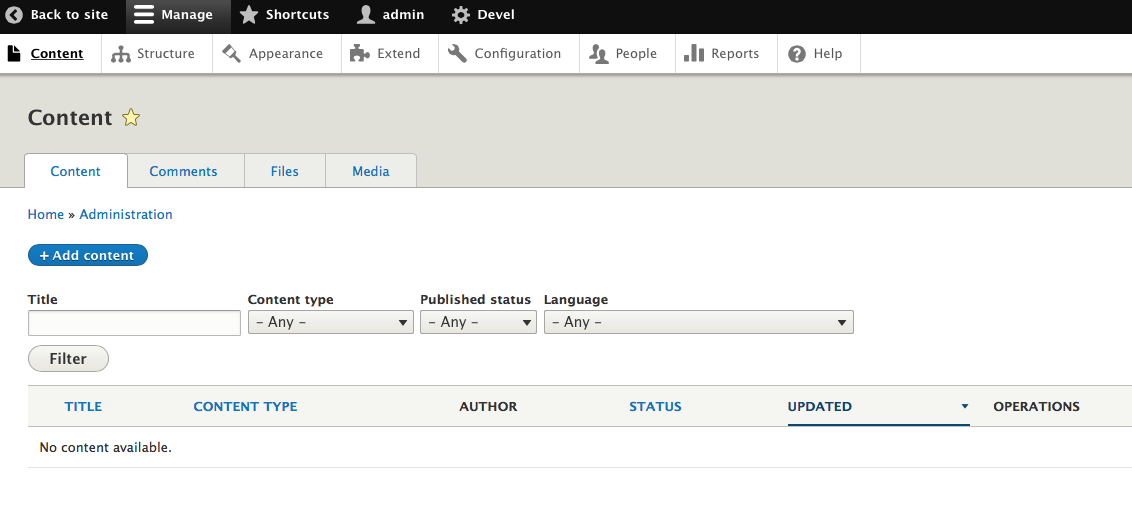 Back to site Manage Shortcuts admin Devel
Content Structure Appearance Extend Configuration People Reports Help
Content
Content Comments Files Media
Home » Administration
+ Add content
Title Content type Published status Language
– Any – – Any – – Any –
Filter
TITLE CONTENT TYPE AUTHOR STATUS UPDATED OPERATIONS
No content available.